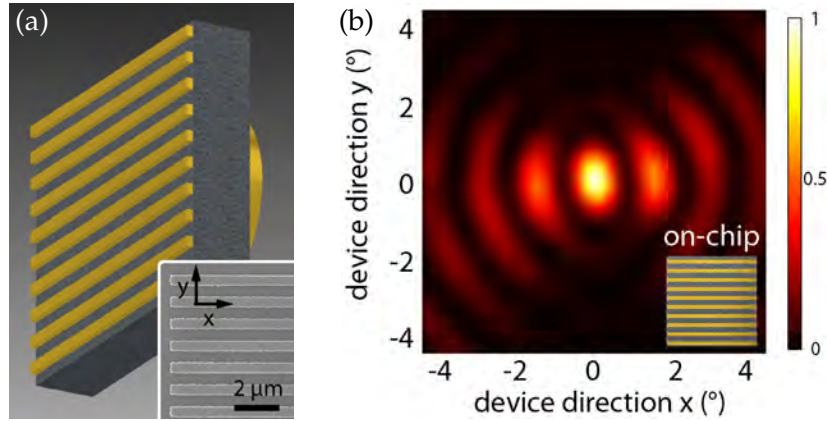 (a)
y
x
2 μm
(b)
device direction y (°)
4
2
0
-2
-4
on-chip
-4
-2
0
2
4
device direction x (°)
1
0.5
0